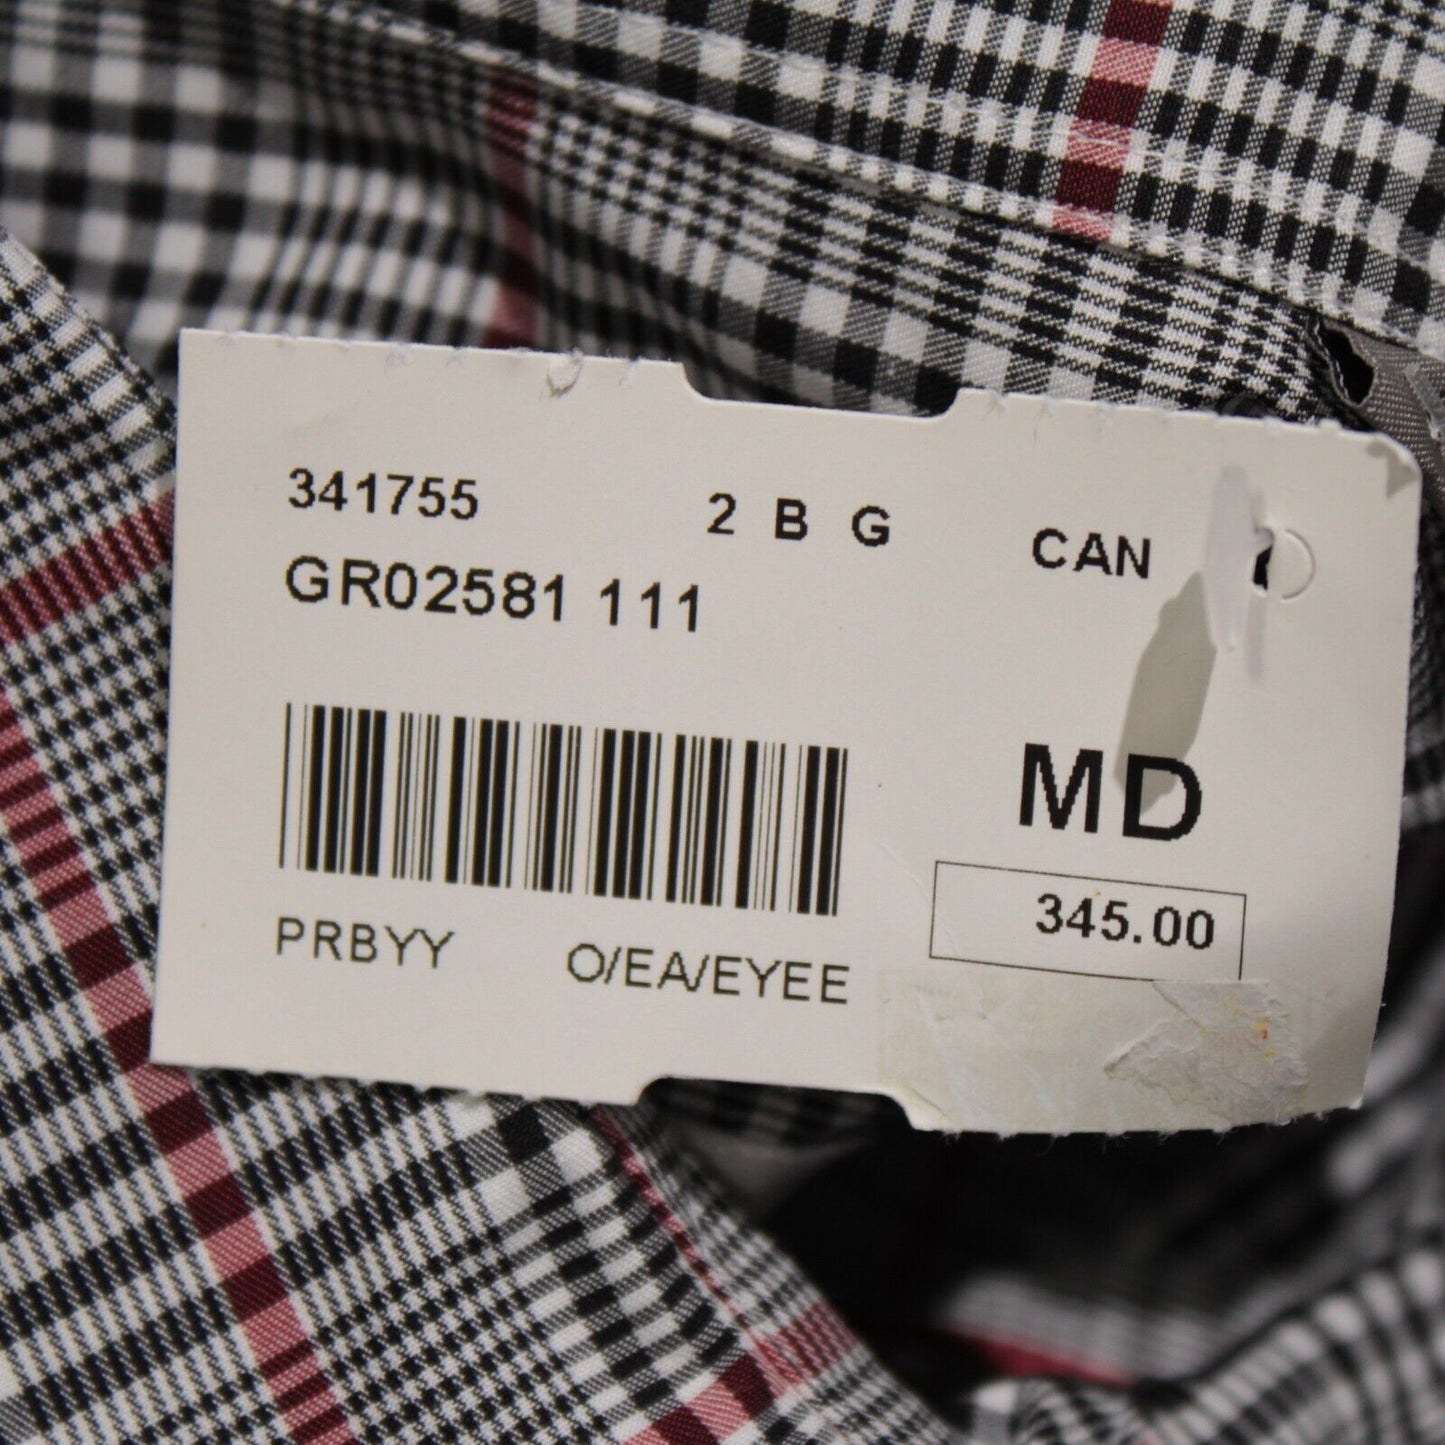 341755 2 B G CAN
GR02581 111
MD
345.00
PRBYY O/EA/EYEE